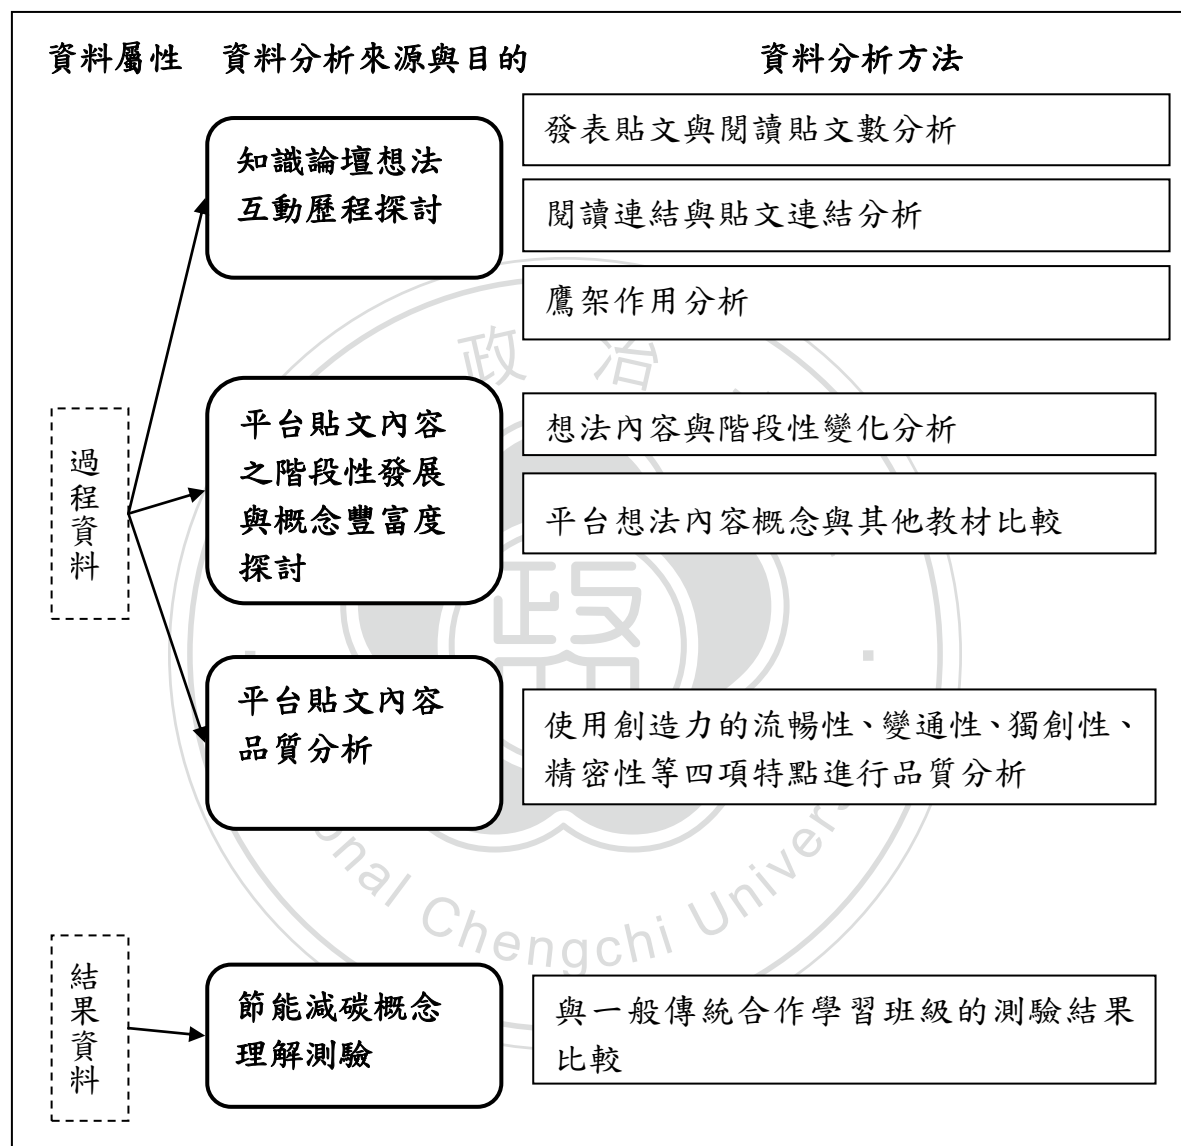 資料屬性 資料分析來源與目的 資料分析方法
知識論壇想法
互動歷程探討
發表貼文與閱讀貼文數分析
閱讀連結與貼文連結分析
鷹架作用分析
過程資料
平台貼文內容
之階段性發展
與概念豐富度
探討
想法內容與階段性變化分析
平台想法內容概念與其他教材比較
平台貼文內容
品質分析
使用創造力的流暢性、變通性、獨創性、
精密性等四項特點進行品質分析
結果資料
節能減碳概念
理解測驗
與一般傳統合作學習班級的測驗結果
比較
政 治
onal Chengchi Univers